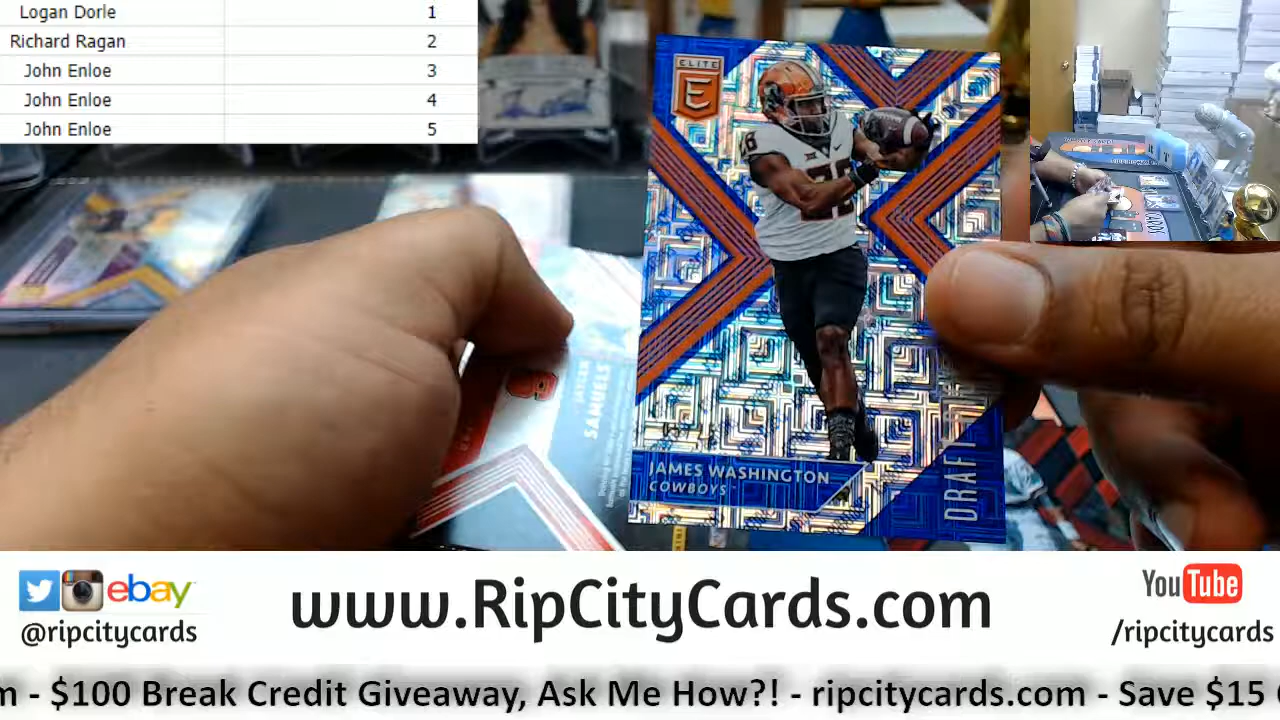 Logan Dorle 1
Richard Ragan 2
John Enloe 3
John Enloe 4
John Enloe 5
ELITE
E
28
JAMES WASHINGTON
COWBOYS
DRAFT
SAMUELS
ebay
@ripcitycards
www.RipCityCards.com
YouTube
/ripcitycards
m - $100 Break Credit Giveaway, Ask Me How?! - ripcitycards.com - Save $15